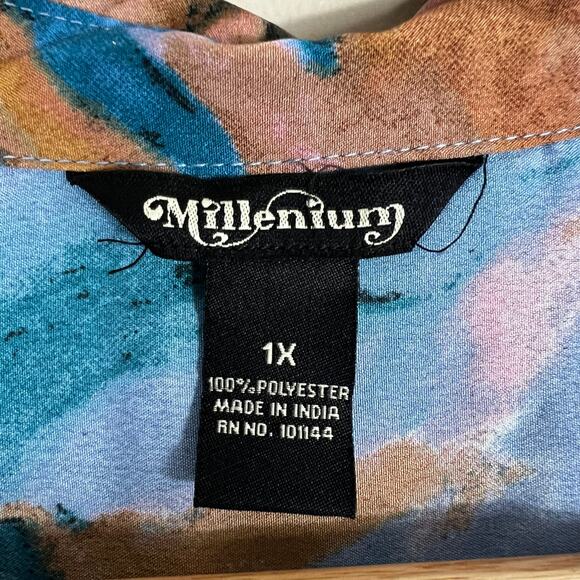 Millenium
1X
100% POLYESTER
MADE IN INDIA
RN NO. 101144